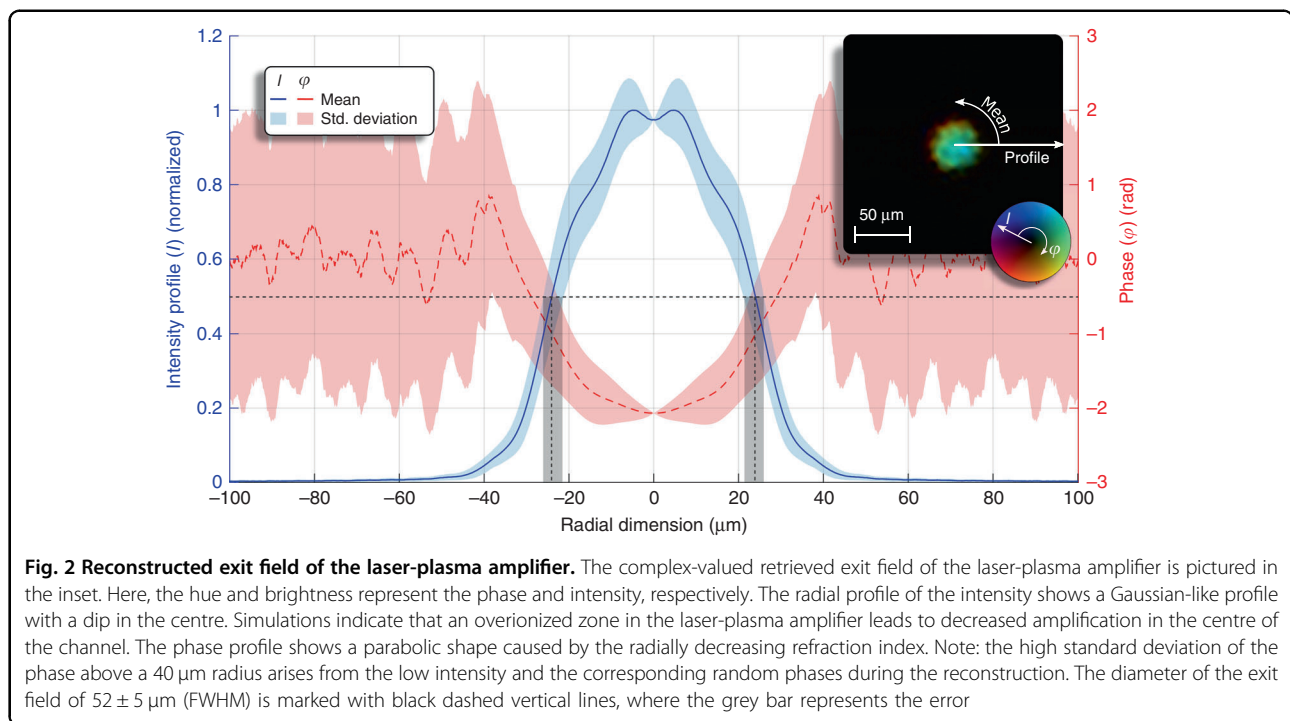 1.2
1
0.8
0.6
0.4
0.2
0
Intensity profile (I) (normalized)
I φ
Mean
Std. deviation
3
2
1
0
–1
–2
–3
Phase (φ) (rad)
Mean
Profile
50 μm
I
φ
–100 –80 –60 –40 –20 0 20 40 60 80 100
Radial dimension (μm)
Fig. 2 Reconstructed exit field of the laser-plasma amplifier. The complex-valued retrieved exit field of the laser-plasma amplifier is pictured in
the inset. Here, the hue and brightness represent the phase and intensity, respectively. The radial profile of the intensity shows a Gaussian-like profile
with a dip in the centre. Simulations indicate that an overionized zone in the laser-plasma amplifier leads to decreased amplification in the centre of
the channel. The phase profile shows a parabolic shape caused by the radially decreasing refraction index. Note: the high standard deviation of the
phase above a 40 μm radius arises from the low intensity and the corresponding random phases during the reconstruction. The diameter of the exit
field of 52 ± 5 μm (FWHM) is marked with black dashed vertical lines, where the grey bar represents the error